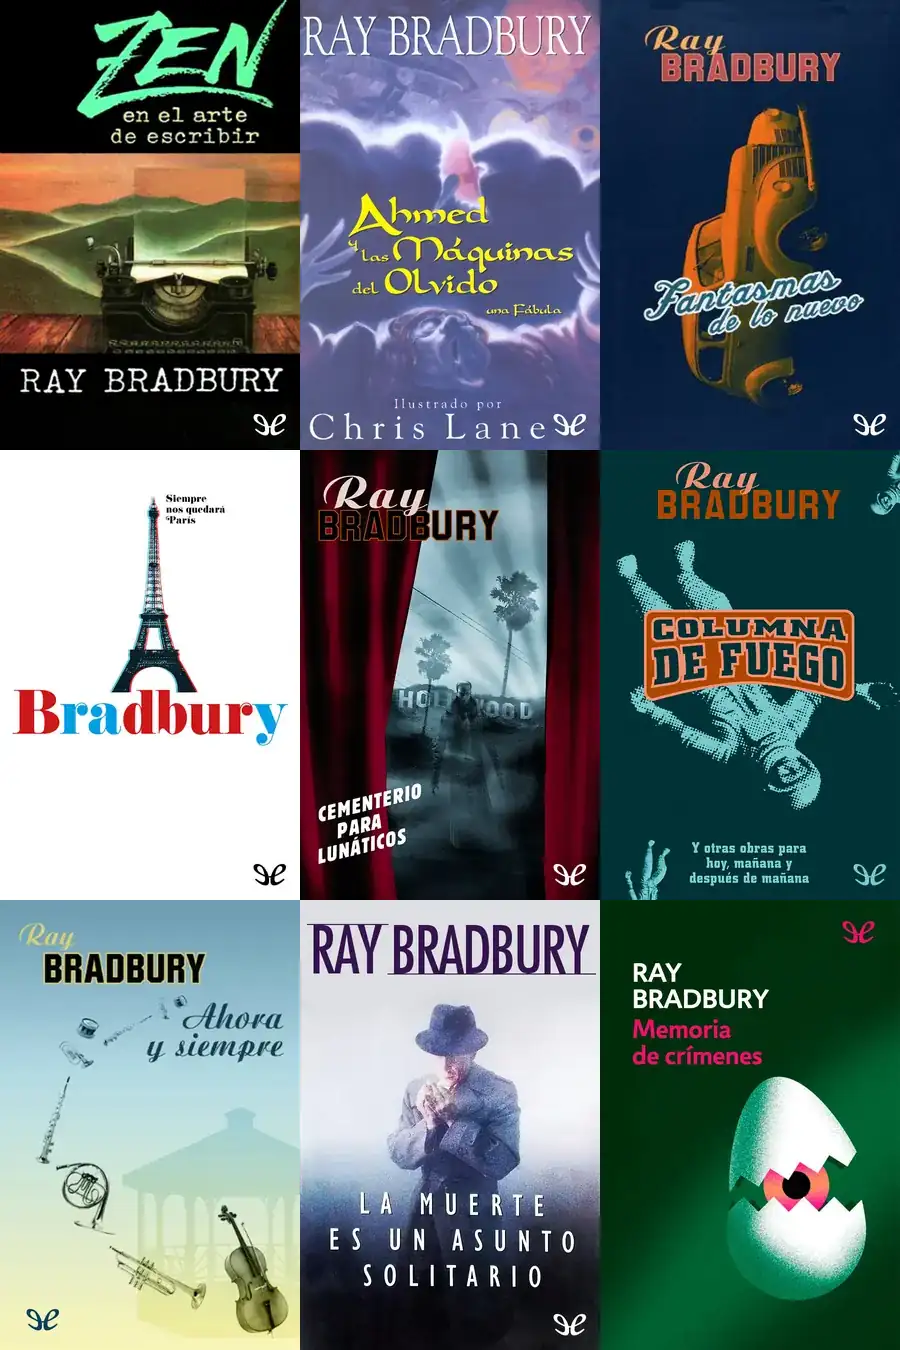 ZEN
en el arte
de escribir
RAY BRADBURY
RAY BRADBURY
Ahmed
y las Máquinas
del Olvido
una Fábula
Ilustrado por
Chris Lane
Ray
BRADBURY
Fantasmas
de lo nuevo
Siempre
nos quedará
París
Bradbury
Ray
BRADBURY
HOLLYWOOD
CEMENTERIO
PARA
LUNÁTICOS
Ray
BRADBURY
COLUMNA
DE FUEGO
Y otras obras para
hoy, mañana y
después de mañana
Ray
BRADBURY
Ahora
y siempre
RAY BRADBURY
LA MUERTE
ES UN ASUNTO
SOLITARIO
RAY
BRADBURY
Memoria
de crímenes